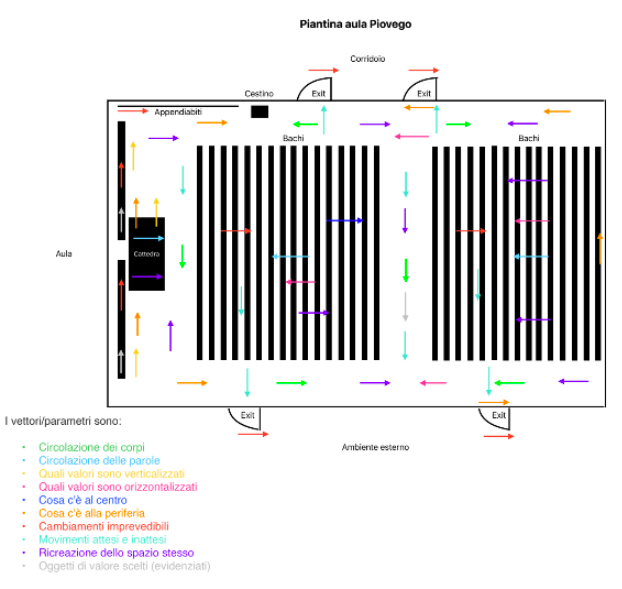 Piantina aula Piovego
Corridoio
Cestino
Exit
Exit
Appendiabiti
Bachi
Bachi
Aula
Cattedra
Exit
Exit
I vettori/parametri sono:
Ambiente esterno
• Circolazione dei corpi
• Circolazione delle parole
• Quali valori sono verticalizzati
• Quali valori sono orizzontalizzati
• Cosa c'è al centro
• Cosa c'è alla periferia
• Cambiamenti imprevedibili
• Movimenti attesi e inattesi
• Ricreazione dello spazio stesso
• Oggetti di valore scelti (evidenziati)